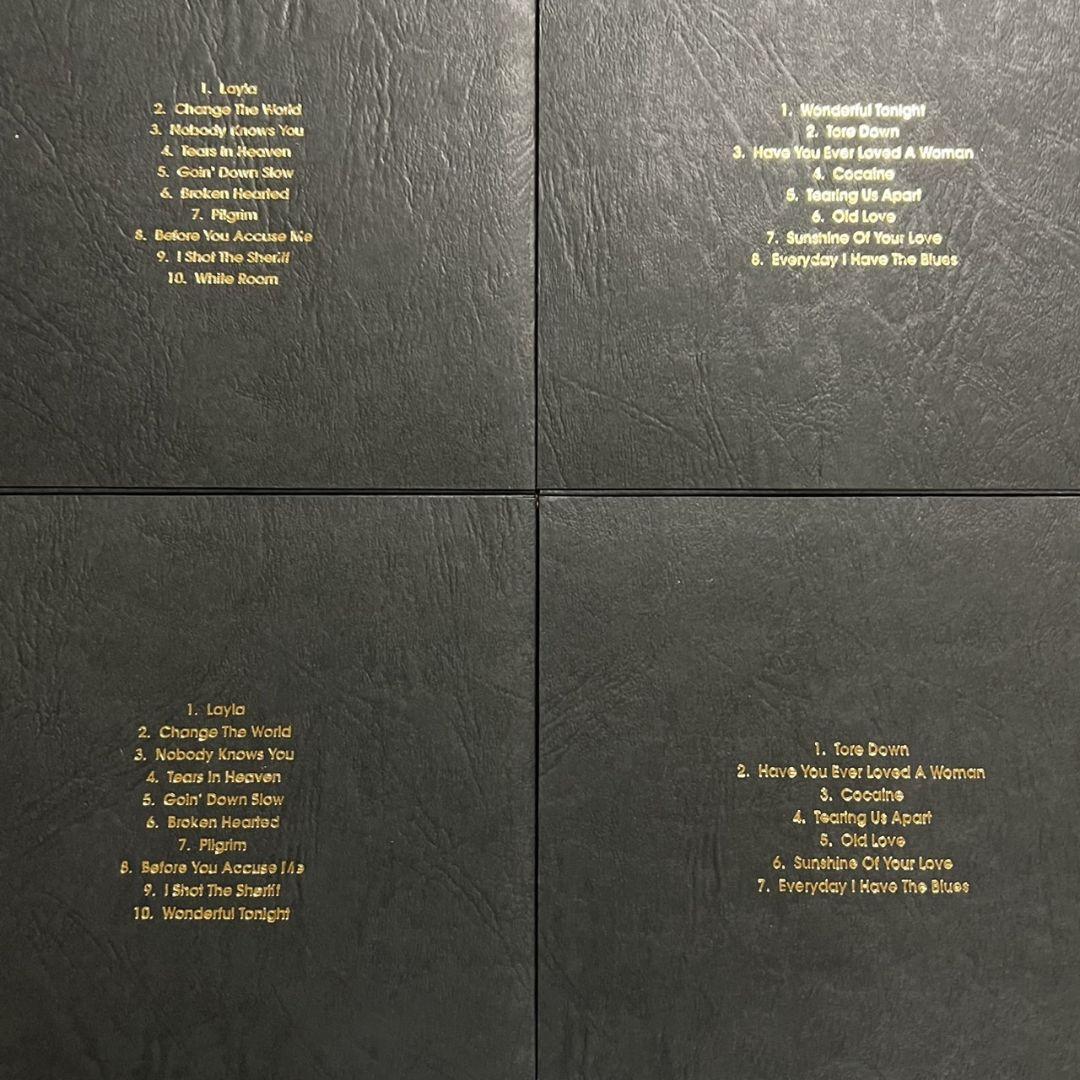 1. Layla
2. Change The World
3. Nobody Knows You
4. Tears In Heaven
5. Goin' Down Slow
6. Broken Hearted
7. Pilgrim
8. Before You Accuse Me
9. I Shot The Sheriff
10. White Room
1. Wonderful Tonight
2. Tore Down
3. Have You Ever Loved A Woman
4. Cocaine
5. Tearing Us Apart
6. Old Love
7. Sunshine Of Your Love
8. Everyday I Have The Blues
1. Layla
2. Change The World
3. Nobody Knows You
4. Tears In Heaven
5. Goin' Down Slow
6. Broken Hearted
7. Pilgrim
8. Before You Accuse Me
9. I Shot The Sheriff
10. Wonderful Tonight
1. Tore Down
2. Have You Ever Loved A Woman
3. Cocaine
4. Tearing Us Apart
5. Old Love
6. Sunshine Of Your Love
7. Everyday I Have The Blues